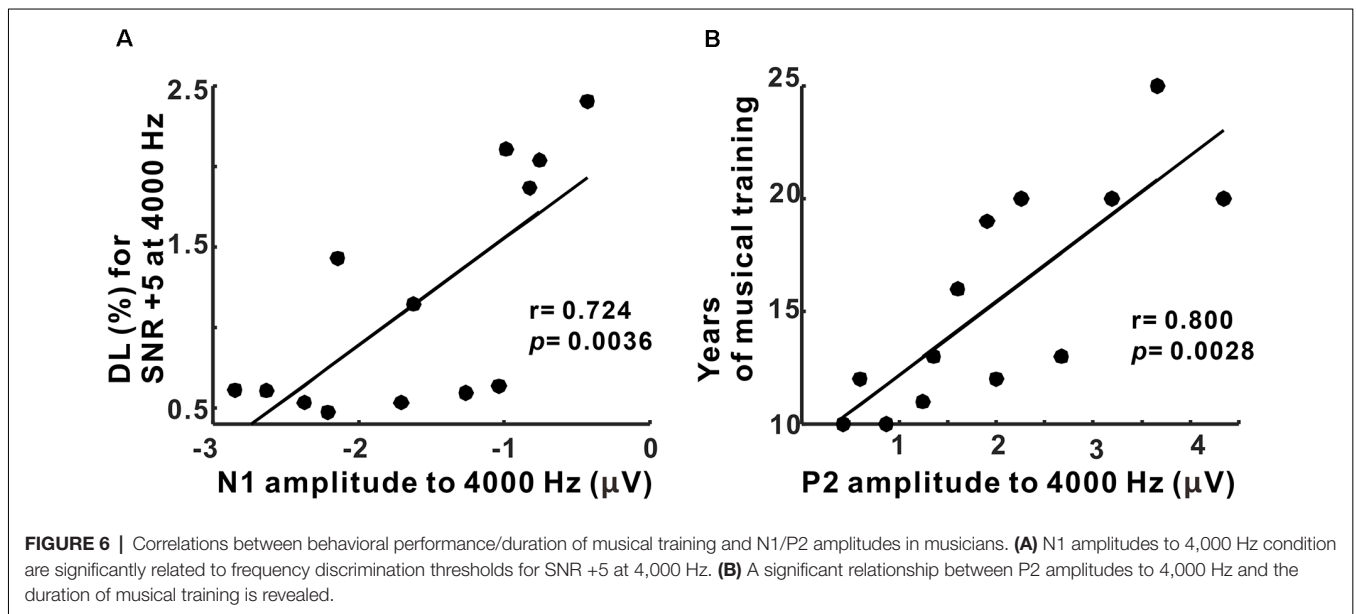 A
DL (%) for
SNR +5 at 4000 Hz
2.5
1.5
0.5
-3 -2 -1 0
r= 0.724
p= 0.0036
N1 amplitude to 4000 Hz (μV)
B
Years
of musical training
25
20
15
10
1 2 3 4
r= 0.800
p= 0.0028
P2 amplitude to 4000 Hz (μV)
FIGURE 6 | Correlations between behavioral performance/duration of musical training and N1/P2 amplitudes in musicians. (A) N1 amplitudes to 4,000 Hz condition
are significantly related to frequency discrimination thresholds for SNR +5 at 4,000 Hz. (B) A significant relationship between P2 amplitudes to 4,000 Hz and the
duration of musical training is revealed.